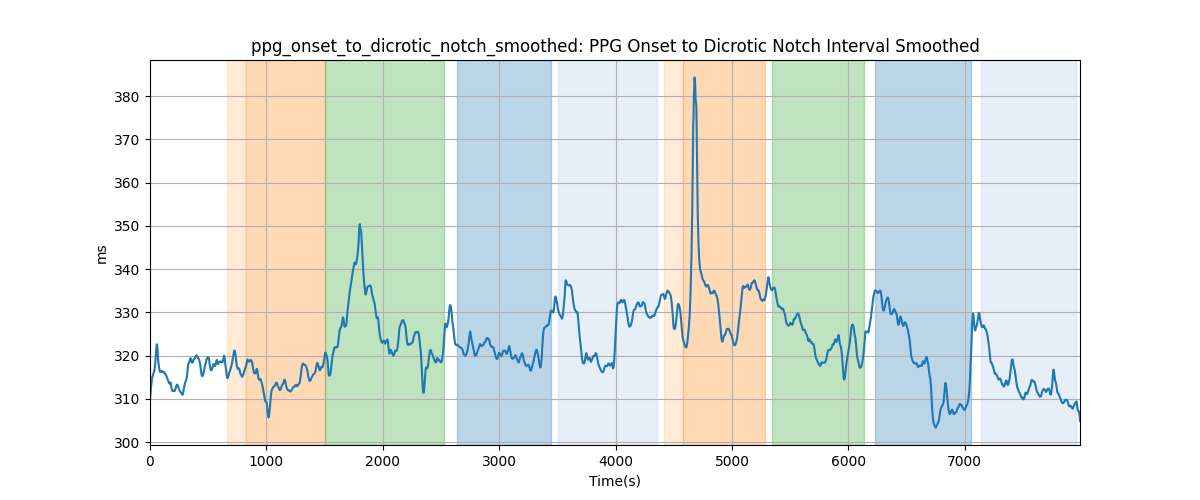 ppg_onset_to_dicrotic_notch_smoothed: PPG Onset to Dicrotic Notch Interval Smoothed
380
370
360
350
340
330
320
310
300
ms
0 1000 2000 3000 4000 5000 6000 7000
Time(s)